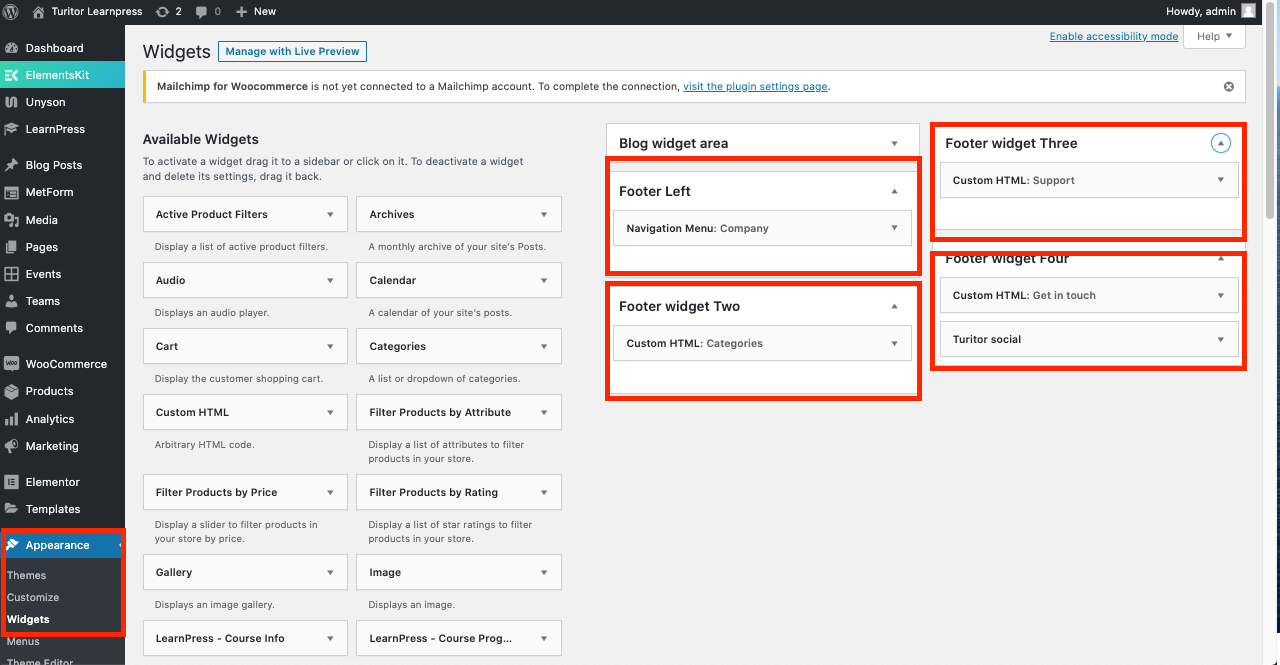 Turitor Learnpress
2
0
New
Howdy, admin
Dashboard
ElementsKit
Unyson
LearnPress
Blog Posts
MetForm
Media
Pages
Events
Teams
Comments
WooCommerce
Products
Analytics
Marketing
Elementor
Templates
Appearance
Themes
Customize
Widgets
Menus
Theme Editor
Enable accessibility mode
Help
Widgets
Manage with Live Preview
Mailchimp for Woocommerce is not yet connected to a Mailchimp account. To complete the connection, visit the plugin settings page.
Available Widgets
To activate a widget drag it to a sidebar or click on it. To deactivate a widget
and delete its settings, drag it back.
Active Product Filters
Display a list of active product filters.
Archives
A monthly archive of your site's Posts.
Audio
Displays an audio player.
Calendar
A calendar of your site's posts.
Cart
Display the customer shopping cart.
Categories
A list or dropdown of categories.
Custom HTML
Arbitrary HTML code.
Filter Products by Attribute
Display a list of attributes to filter
products in your store.
Filter Products by Price
Display a slider to filter products in
your store by price.
Filter Products by Rating
Display a list of star ratings to filter
products in your store.
Gallery
Displays an image gallery.
Image
Displays an image.
LearnPress - Course Info
LearnPress - Course Prog...
Blog widget area
Footer Left
Navigation Menu: Company
Footer widget Two
Custom HTML: Categories
Footer widget Three
Custom HTML: Support
Footer widget Four
Custom HTML: Get in touch
Turitor social